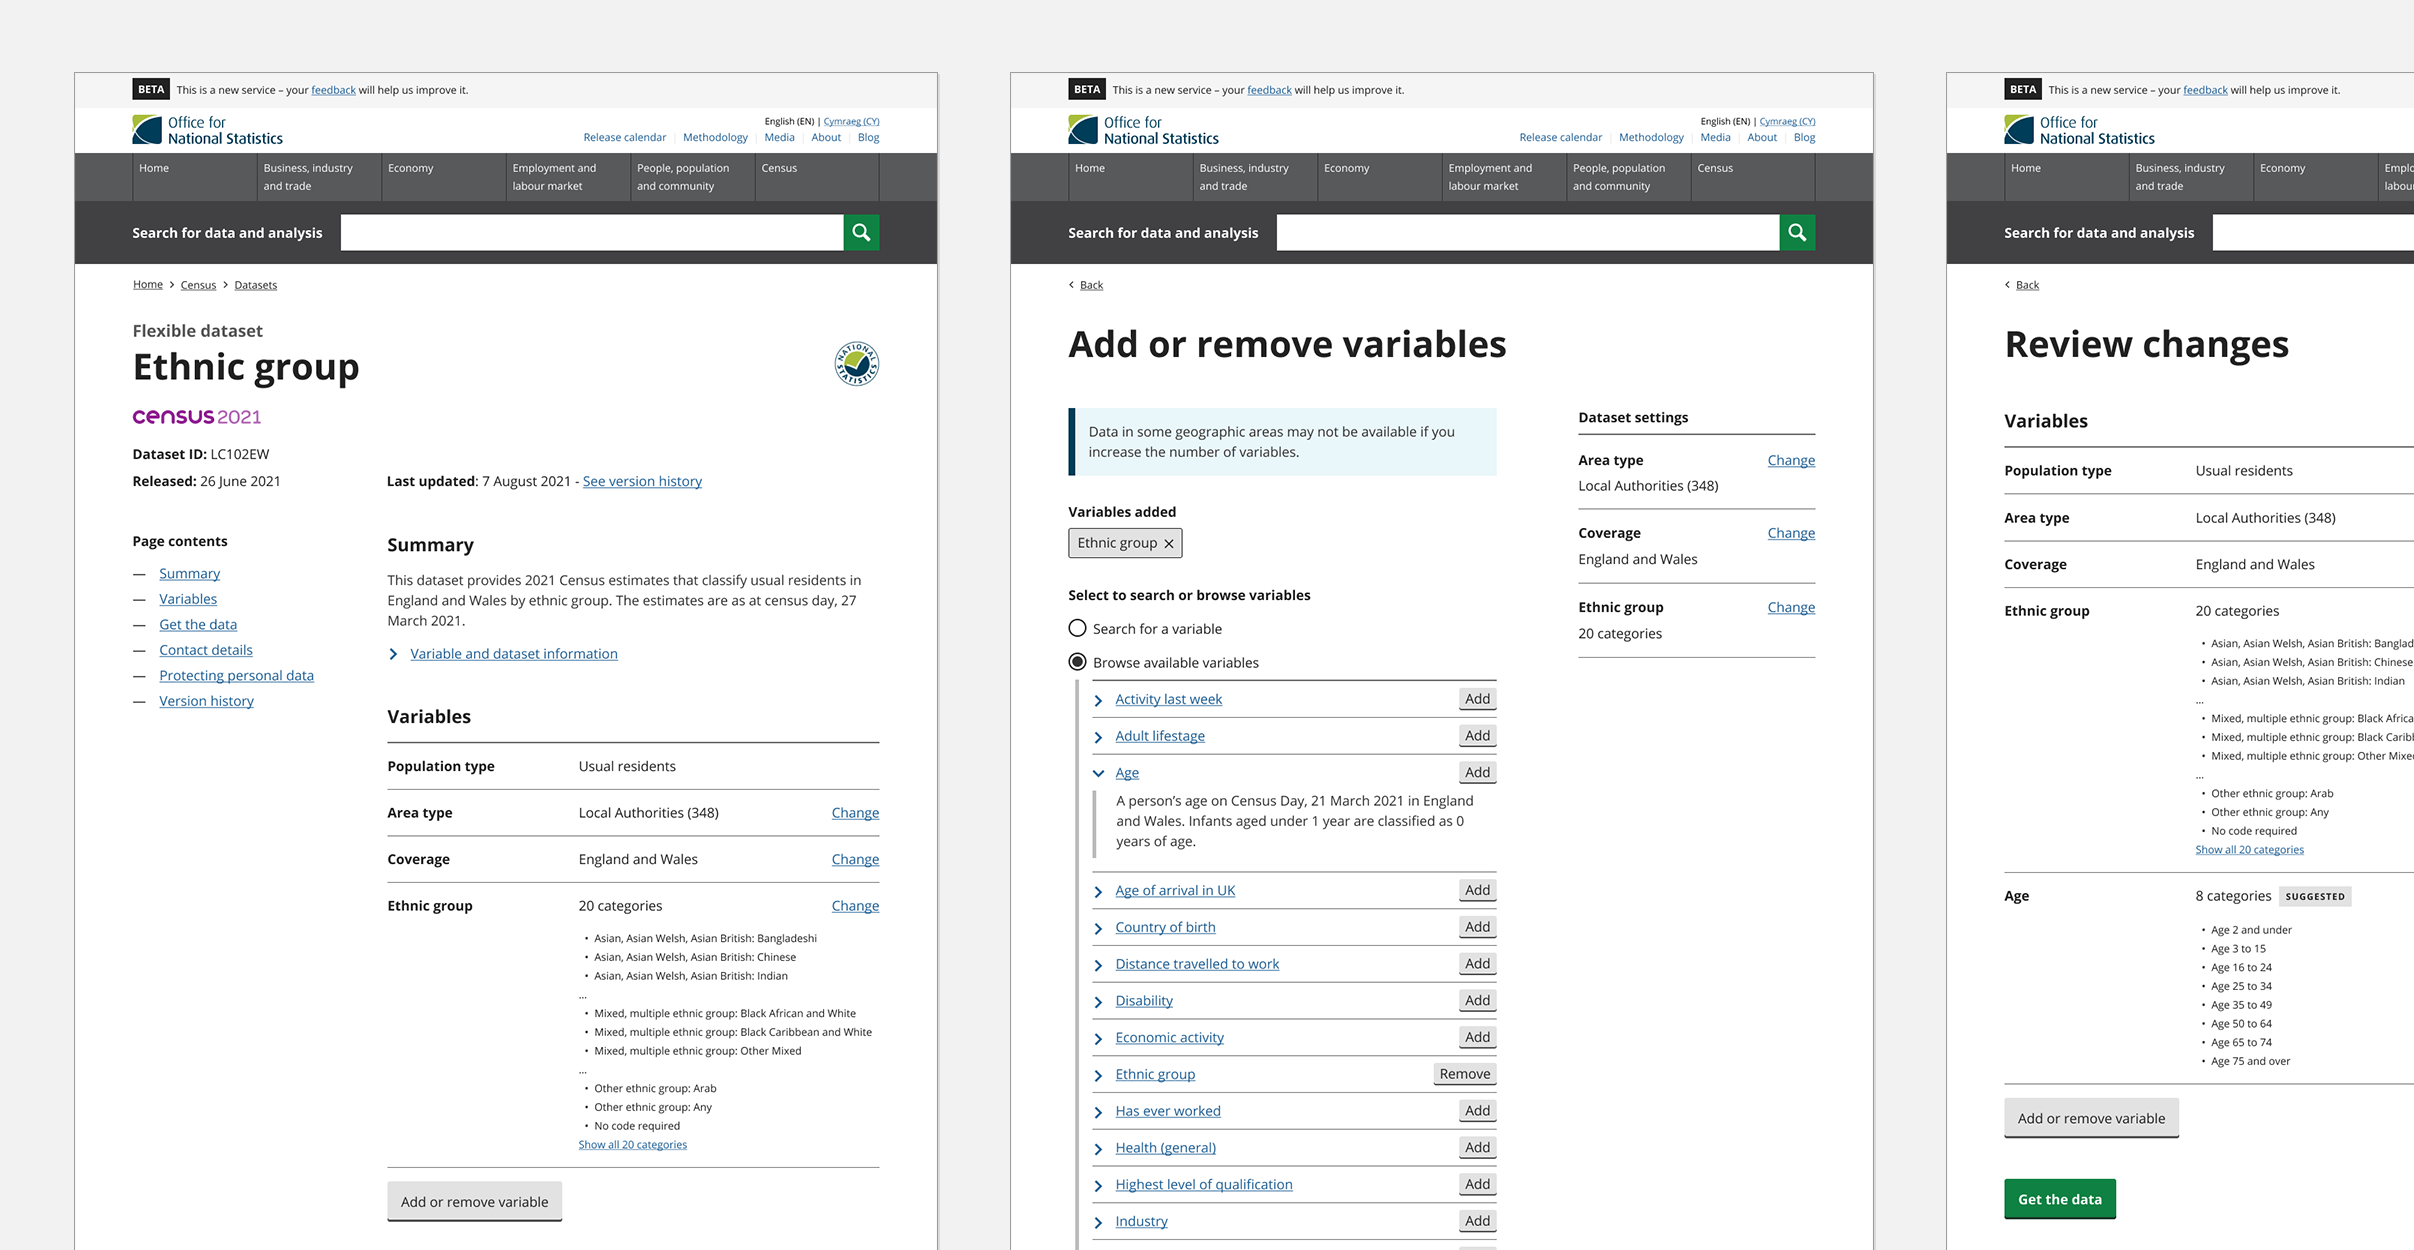 BETA This is a new service – your feedback will help us improve it.
Office for
National Statistics
English (EN) | Cymraeg (CY)
Release calendar | Methodology | Media | About | Blog
Home
Business, industry
and trade
Economy
Employment and
labour market
People, population
and community
Census
Search for data and analysis
Home > Census > Datasets
Flexible dataset
Ethnic group
NATIONAL STATISTICS
census 2021
Dataset ID: LC102EW
Released: 26 June 2021
Last updated: 7 August 2021 - See version history
Page contents
— Summary
— Variables
— Get the data
— Contact details
— Protecting personal data
— Version history
Summary
This dataset provides 2021 Census estimates that classify usual residents in
England and Wales by ethnic group. The estimates are as at census day, 27
March 2021.
Variable and dataset information
Variables
Population type Usual residents
Area type Local Authorities (348) Change
Coverage England and Wales Change
Ethnic group 20 categories Change
• Asian, Asian Welsh, Asian British: Bangladeshi
• Asian, Asian Welsh, Asian British: Chinese
• Asian, Asian Welsh, Asian British: Indian
...
• Mixed, multiple ethnic group: Black African and White
• Mixed, multiple ethnic group: Black Caribbean and White
• Mixed, multiple ethnic group: Other Mixed
...
• Other ethnic group: Arab
• Other ethnic group: Any
• No code required
Show all 20 categories
Add or remove variable
BETA This is a new service – your feedback will help us improve it.
Office for
National Statistics
English (EN) | Cymraeg (CY)
Release calendar | Methodology | Media | About | Blog
Home
Business, industry
and trade
Economy
Employment and
labour market
People, population
and community
Census
Search for data and analysis
< Back
Add or remove variables
Data in some geographic areas may not be available if you
increase the number of variables.
Variables added
Ethnic group ×
Select to search or browse variables
Search for a variable
Browse available variables
Activity last week Add
Adult lifestage Add
Age Add
A person’s age on Census Day, 21 March 2021 in England
and Wales. Infants aged under 1 year are classified as 0
years of age.
Age of arrival in UK Add
Country of birth Add
Distance travelled to work Add
Disability Add
Economic activity Add
Ethnic group Remove
Has ever worked Add
Health (general) Add
Highest level of qualification Add
Industry Add
Dataset settings
Area type Change
Local Authorities (348)
Coverage Change
England and Wales
Ethnic group Change
20 categories
BETA This is a new service – your feedback will help us improve it.
Office for
National Statistics
Home
Business, industry
and trade
Economy
Emplo
labou
Search for data and analysis
< Back
Review changes
Variables
Population type Usual residents
Area type Local Authorities (348)
Coverage England and Wales
Ethnic group 20 categories
• Asian, Asian Welsh, Asian British: Banglad
• Asian, Asian Welsh, Asian British: Chinese
• Asian, Asian Welsh, Asian British: Indian
...
• Mixed, multiple ethnic group: Black Africa
• Mixed, multiple ethnic group: Black Carib
• Mixed, multiple ethnic group: Other Mixe
...
• Other ethnic group: Arab
• Other ethnic group: Any
• No code required
Show all 20 categories
Age 8 categories SUGGESTED
• Age 2 and under
• Age 3 to 15
• Age 16 to 24
• Age 25 to 34
• Age 35 to 49
• Age 50 to 64
• Age 65 to 74
• Age 75 and over
Add or remove variable
Get the data